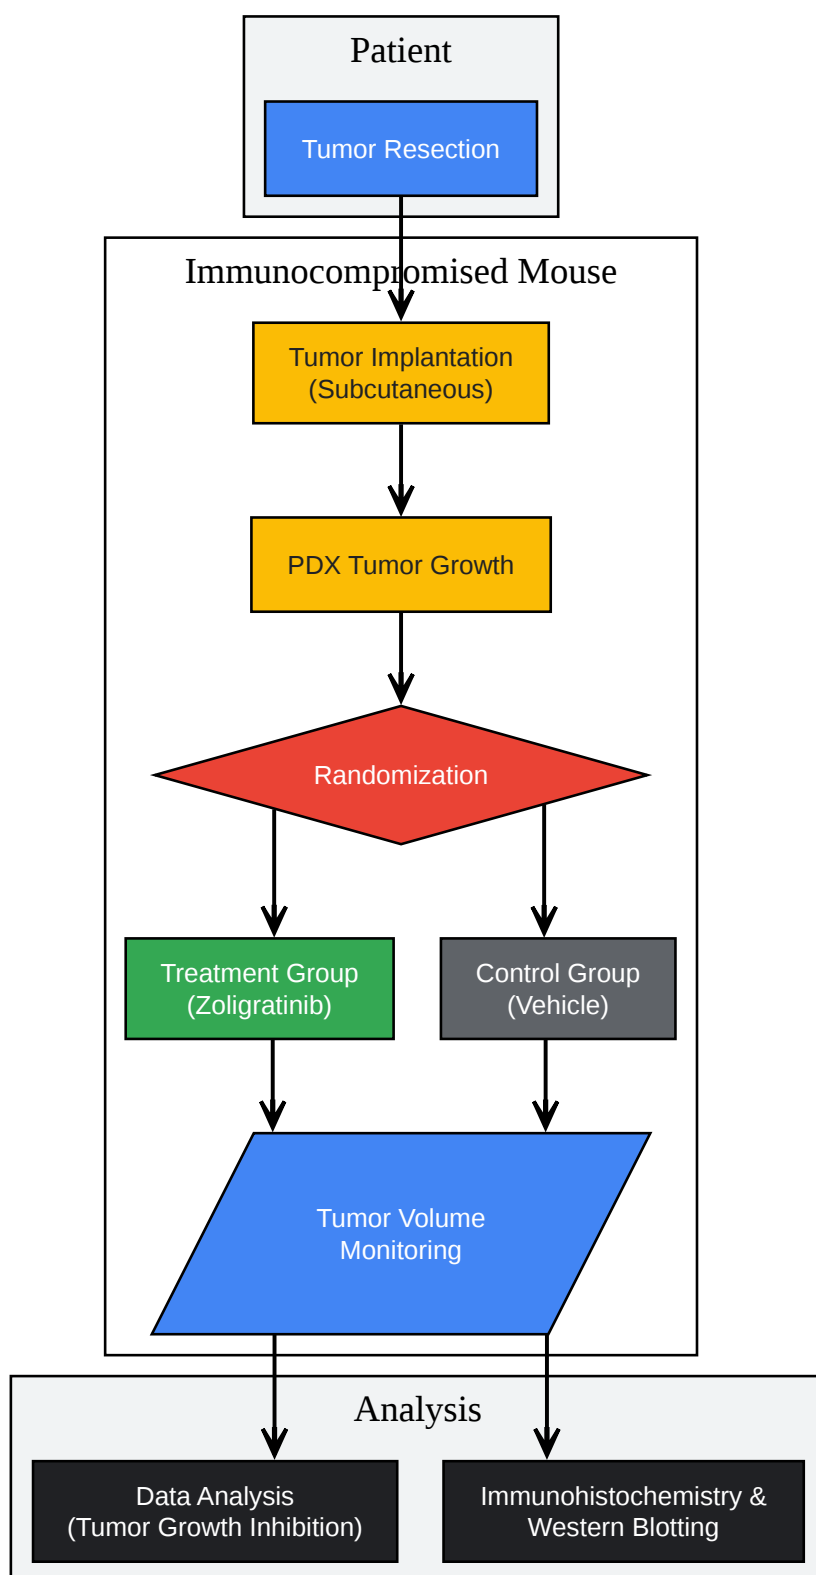 Patient
Tumor Resection
Immunocompromised Mouse
Tumor Implantation
(Subcutaneous)
PDX Tumor Growth
Randomization
Treatment Group
(Zoligratinib)
Control Group
(Vehicle)
Tumor Volume
Monitoring
Analysis
Data Analysis
(Tumor Growth Inhibition)
Immunohistochemistry &
Western Blotting